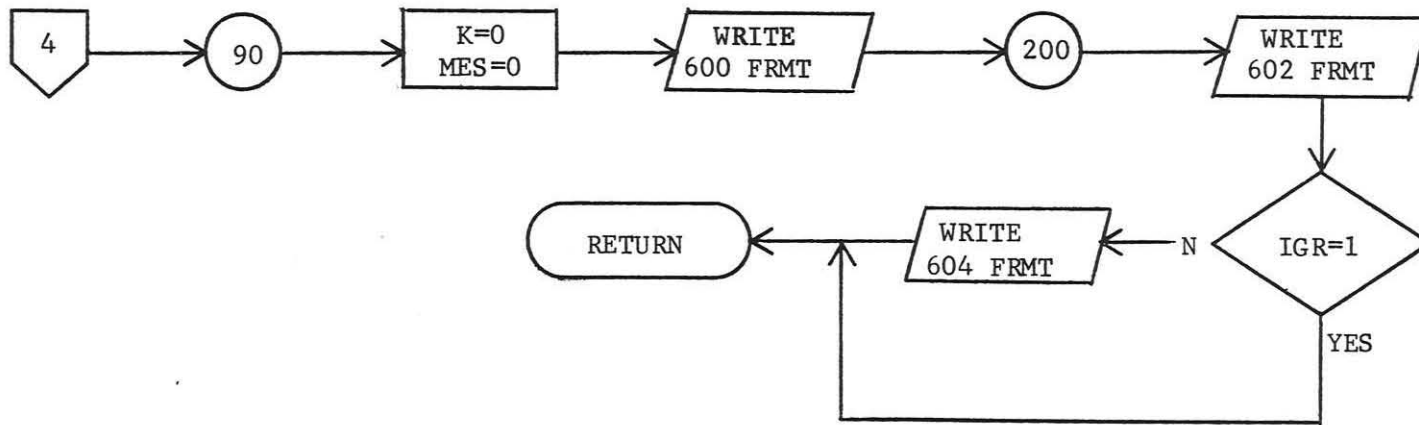 4
90
K=0
MES=0
WRITE
600 FRMT
200
WRITE
602 FRMT
RETURN
WRITE
604 FRMT
N
IGR=1
YES